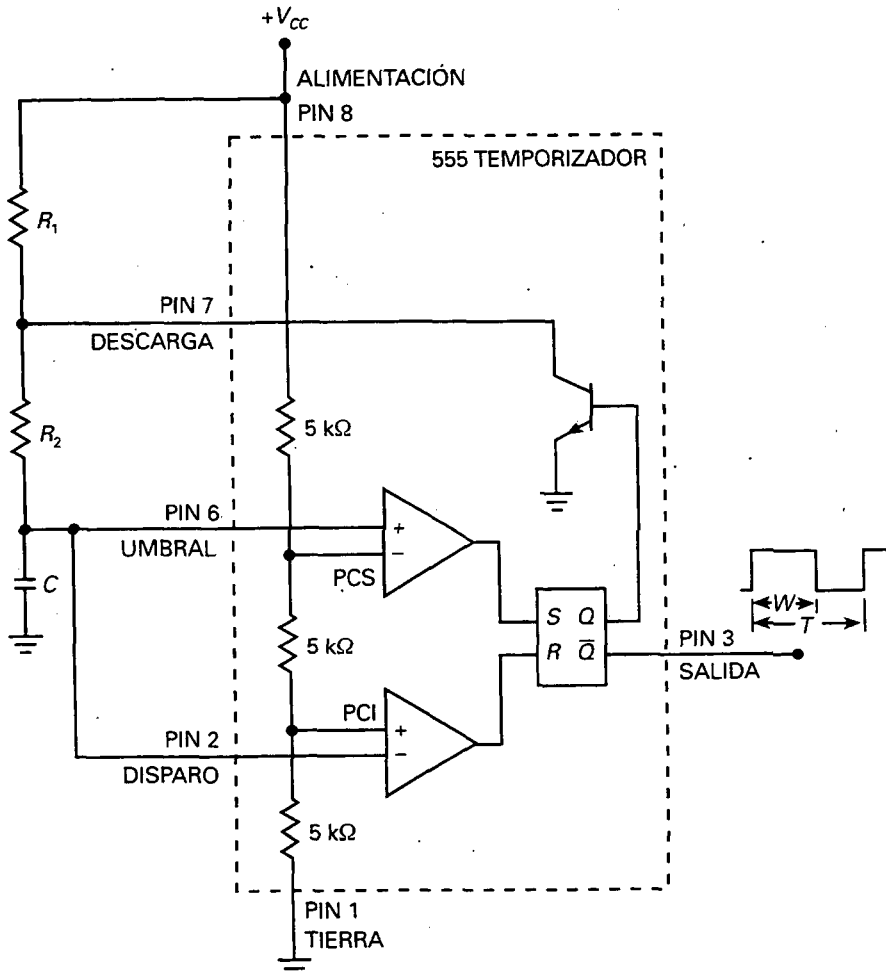 +V_CC
ALIMENTACIÓN
PIN 8
555 TEMPORIZADOR
R₁
PIN 7
DESCARGA
R₂
5 kΩ
PIN 6
UMBRAL
+
−
PCS
C
S Q
R Q̅
W
T
PIN 3
SALIDA
5 kΩ
PCI
+
−
PIN 2
DISPARO
5 kΩ
PIN 1
TIERRA